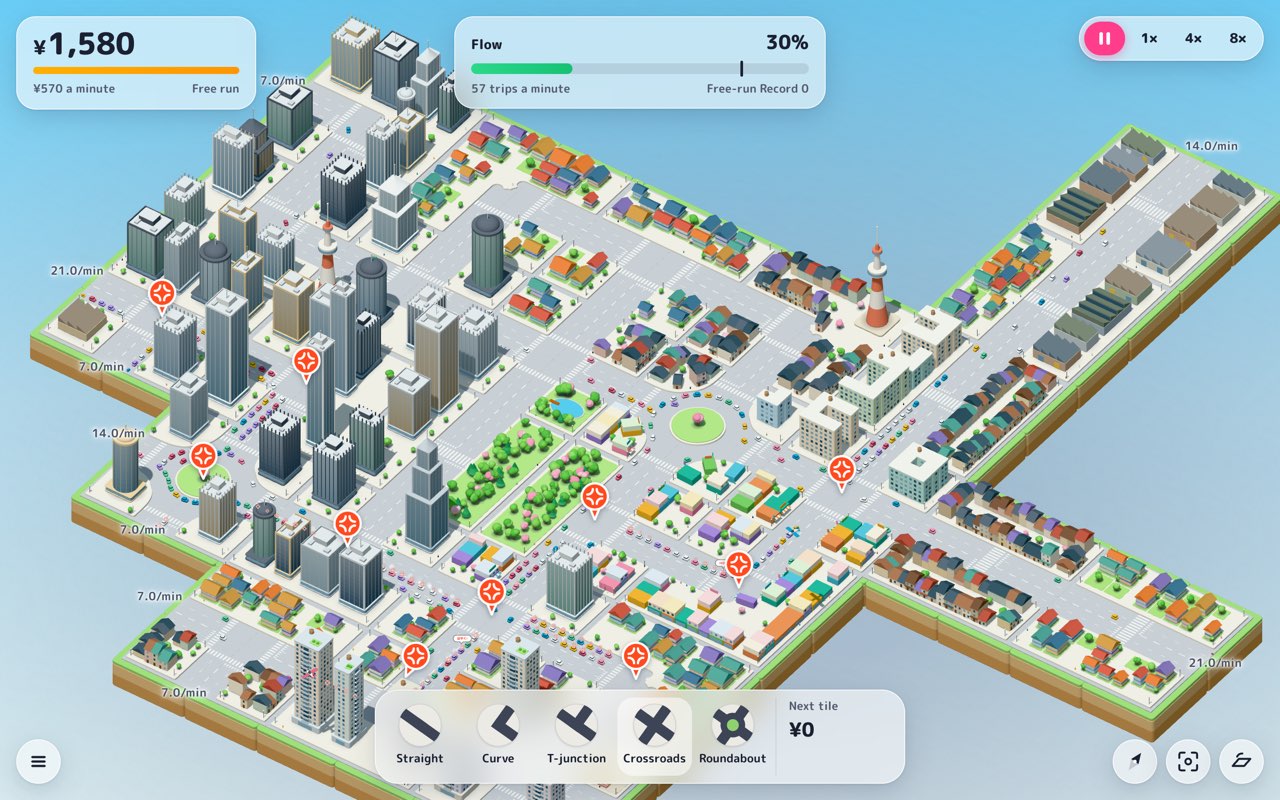 ¥1,580
¥570 a minute
Free run
Flow
30%
57 trips a minute
Free-run Record 0
1×
4×
8×
7.0/min
14.0/min
21.0/min
7.0/min
14.0/min
7.0/min
7.0/min
21.0/min
7.0/min
Next tile
¥0
Straight
Curve
T-junction
Crossroads
Roundabout